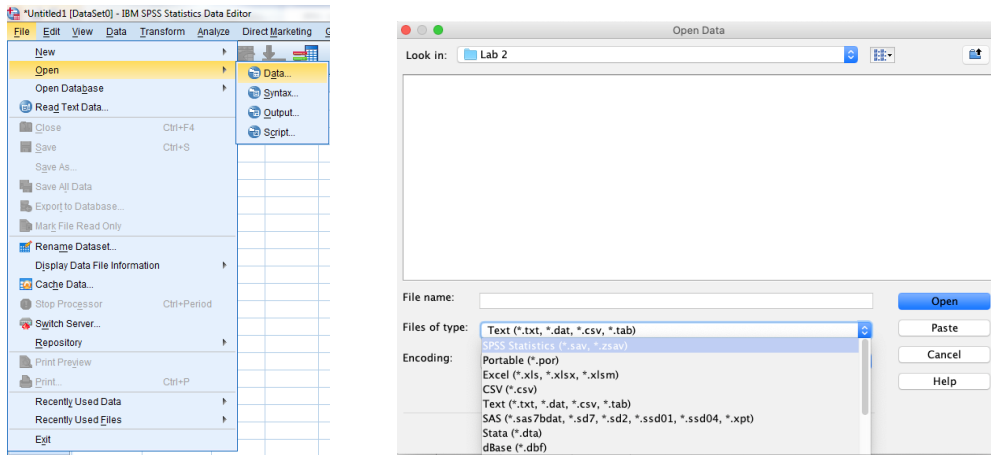 *Untitled1 [DataSet0] - IBM SPSS Statistics Data Editor
File Edit View Data Transform Analyze Direct Marketing G
New
Open
Open Database
Read Text Data...
Close Ctrl+F4
Save Ctrl+S
Save As...
Save All Data
Export to Database...
Mark File Read Only
Rename Dataset...
Display Data File Information
Cache Data...
Stop Processor Ctrl+Period
Switch Server...
Repository
Print Preview
Print... Ctrl+P
Recently Used Data
Recently Used Files
Exit
Data...
Syntax...
Output...
Script...
Open Data
Look in: Lab 2
File name:
Open
Files of type: Text (*.txt, *.dat, *.csv, *.tab)
Paste
SPSS Statistics (*.sav, *.zsav)
Encoding:
Portable (*.por)
Cancel
Excel (*.xls, *.xlsx, *.xlsm)
CSV (*.csv)
Help
Text (*.txt, *.dat, *.csv, *.tab)
SAS (*.sas7bdat, *.sd7, *.sd2, *.ssd01, *.ssd04, *.xpt)
Stata (*.dta)
dBase (*.dbf)